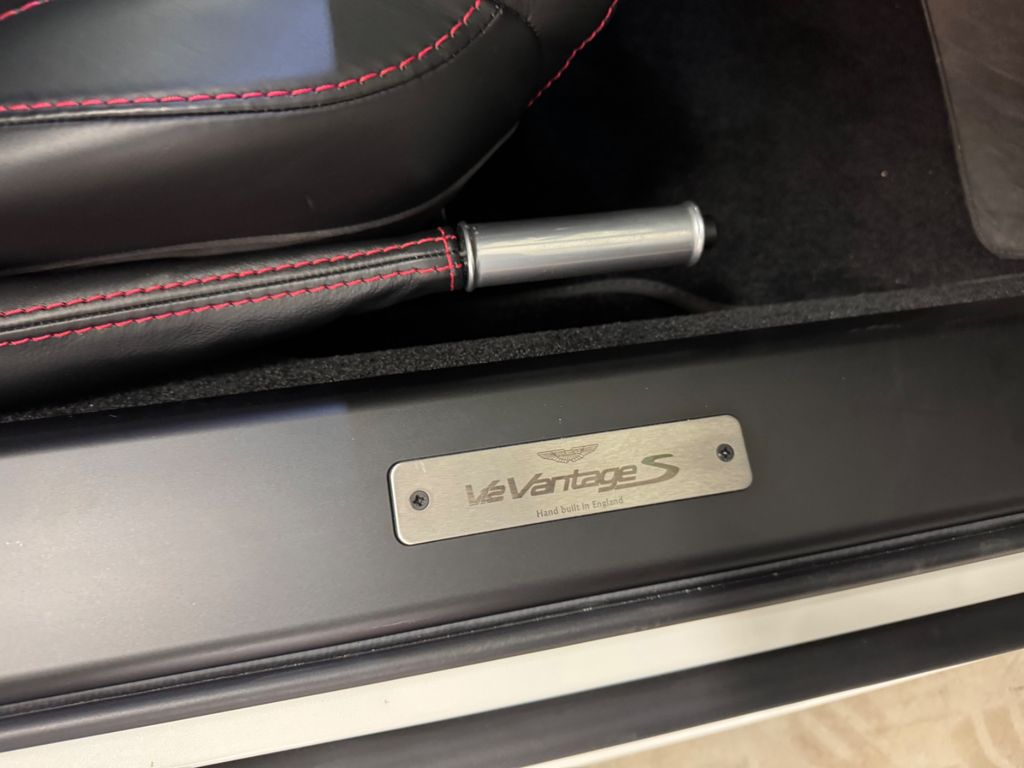 V12 Vantage S
Hand built in England